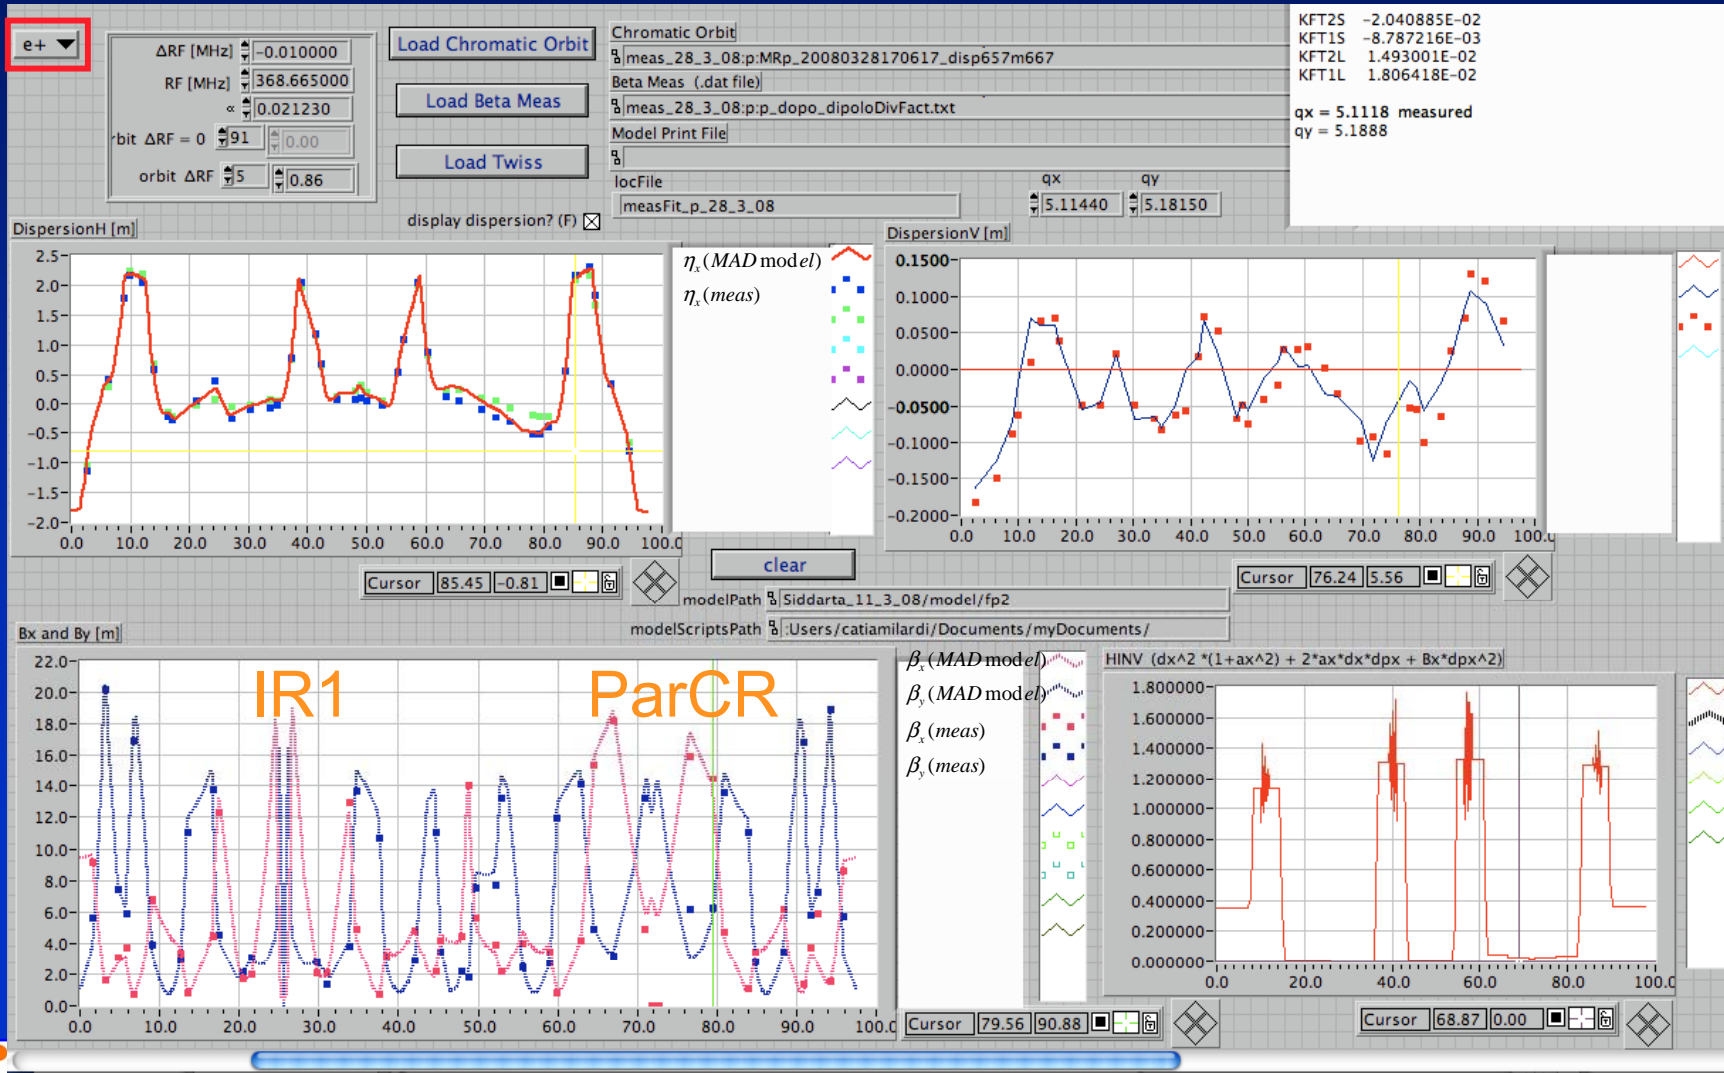 e+
ΔRF [MHz] -0.010000
RF [MHz] 368.665000
∝ 0.021230
rbit ΔRF = 0 91 0.00
orbit ΔRF 5 0.86
Load Chromatic Orbit
Load Beta Meas
Load Twiss
display dispersion? (F)
Chromatic Orbit
meas_28_3_08:p:MRp_20080328170617_disp657m667
Beta Meas (.dat file)
meas_28_3_08:p:p_dopo_dipoloDivFact.txt
Model Print File
locFile
measFit_p_28_3_08
qx qy
5.11440 5.18150
KFT2S -2.040885E-02
KFT1S -8.787216E-03
KFT2L 1.493001E-02
KFT1L 1.806418E-02
qx = 5.1118 measured
qy = 5.1888
DispersionH [m]
2.5-
2.0-
1.5-
1.0-
0.5-
0.0-
-0.5-
-1.0-
-1.5-
-2.0-
0.0 10.0 20.0 30.0 40.0 50.0 60.0 70.0 80.0 90.0 100.0
ηx(MAD model)
ηx(meas)
Cursor 85.45 -0.81
DispersionV [m]
0.1500-
0.1000-
0.0500-
0.0000-
-0.0500-
-0.1000-
-0.1500-
-0.2000-
0.0 10.0 20.0 30.0 40.0 50.0 60.0 70.0 80.0 90.0 100.0
Cursor 76.24 5.56
clear
modelPath Siddarta_11_3_08/model/fp2
modelScriptsPath :Users/catiamilardi/Documents/myDocuments/
Bx and By [m]
22.0-
20.0-
18.0-
16.0-
14.0-
12.0-
10.0-
8.0-
6.0-
4.0-
2.0-
0.0-
0.0 10.0 20.0 30.0 40.0 50.0 60.0 70.0 80.0 90.0 100.0
IR1
ParCR
βx(MAD model)
βy(MAD model)
βx(meas)
βy(meas)
Cursor 79.56 90.88
HINV (dx^2 *(1+ax^2) + 2*ax*dx*dpx + Bx*dpx^2)
1.800000-
1.600000-
1.400000-
1.200000-
1.000000-
0.800000-
0.600000-
0.400000-
0.200000-
0.000000-
0.0 20.0 40.0 60.0 80.0 100.0
Cursor 68.87 0.00